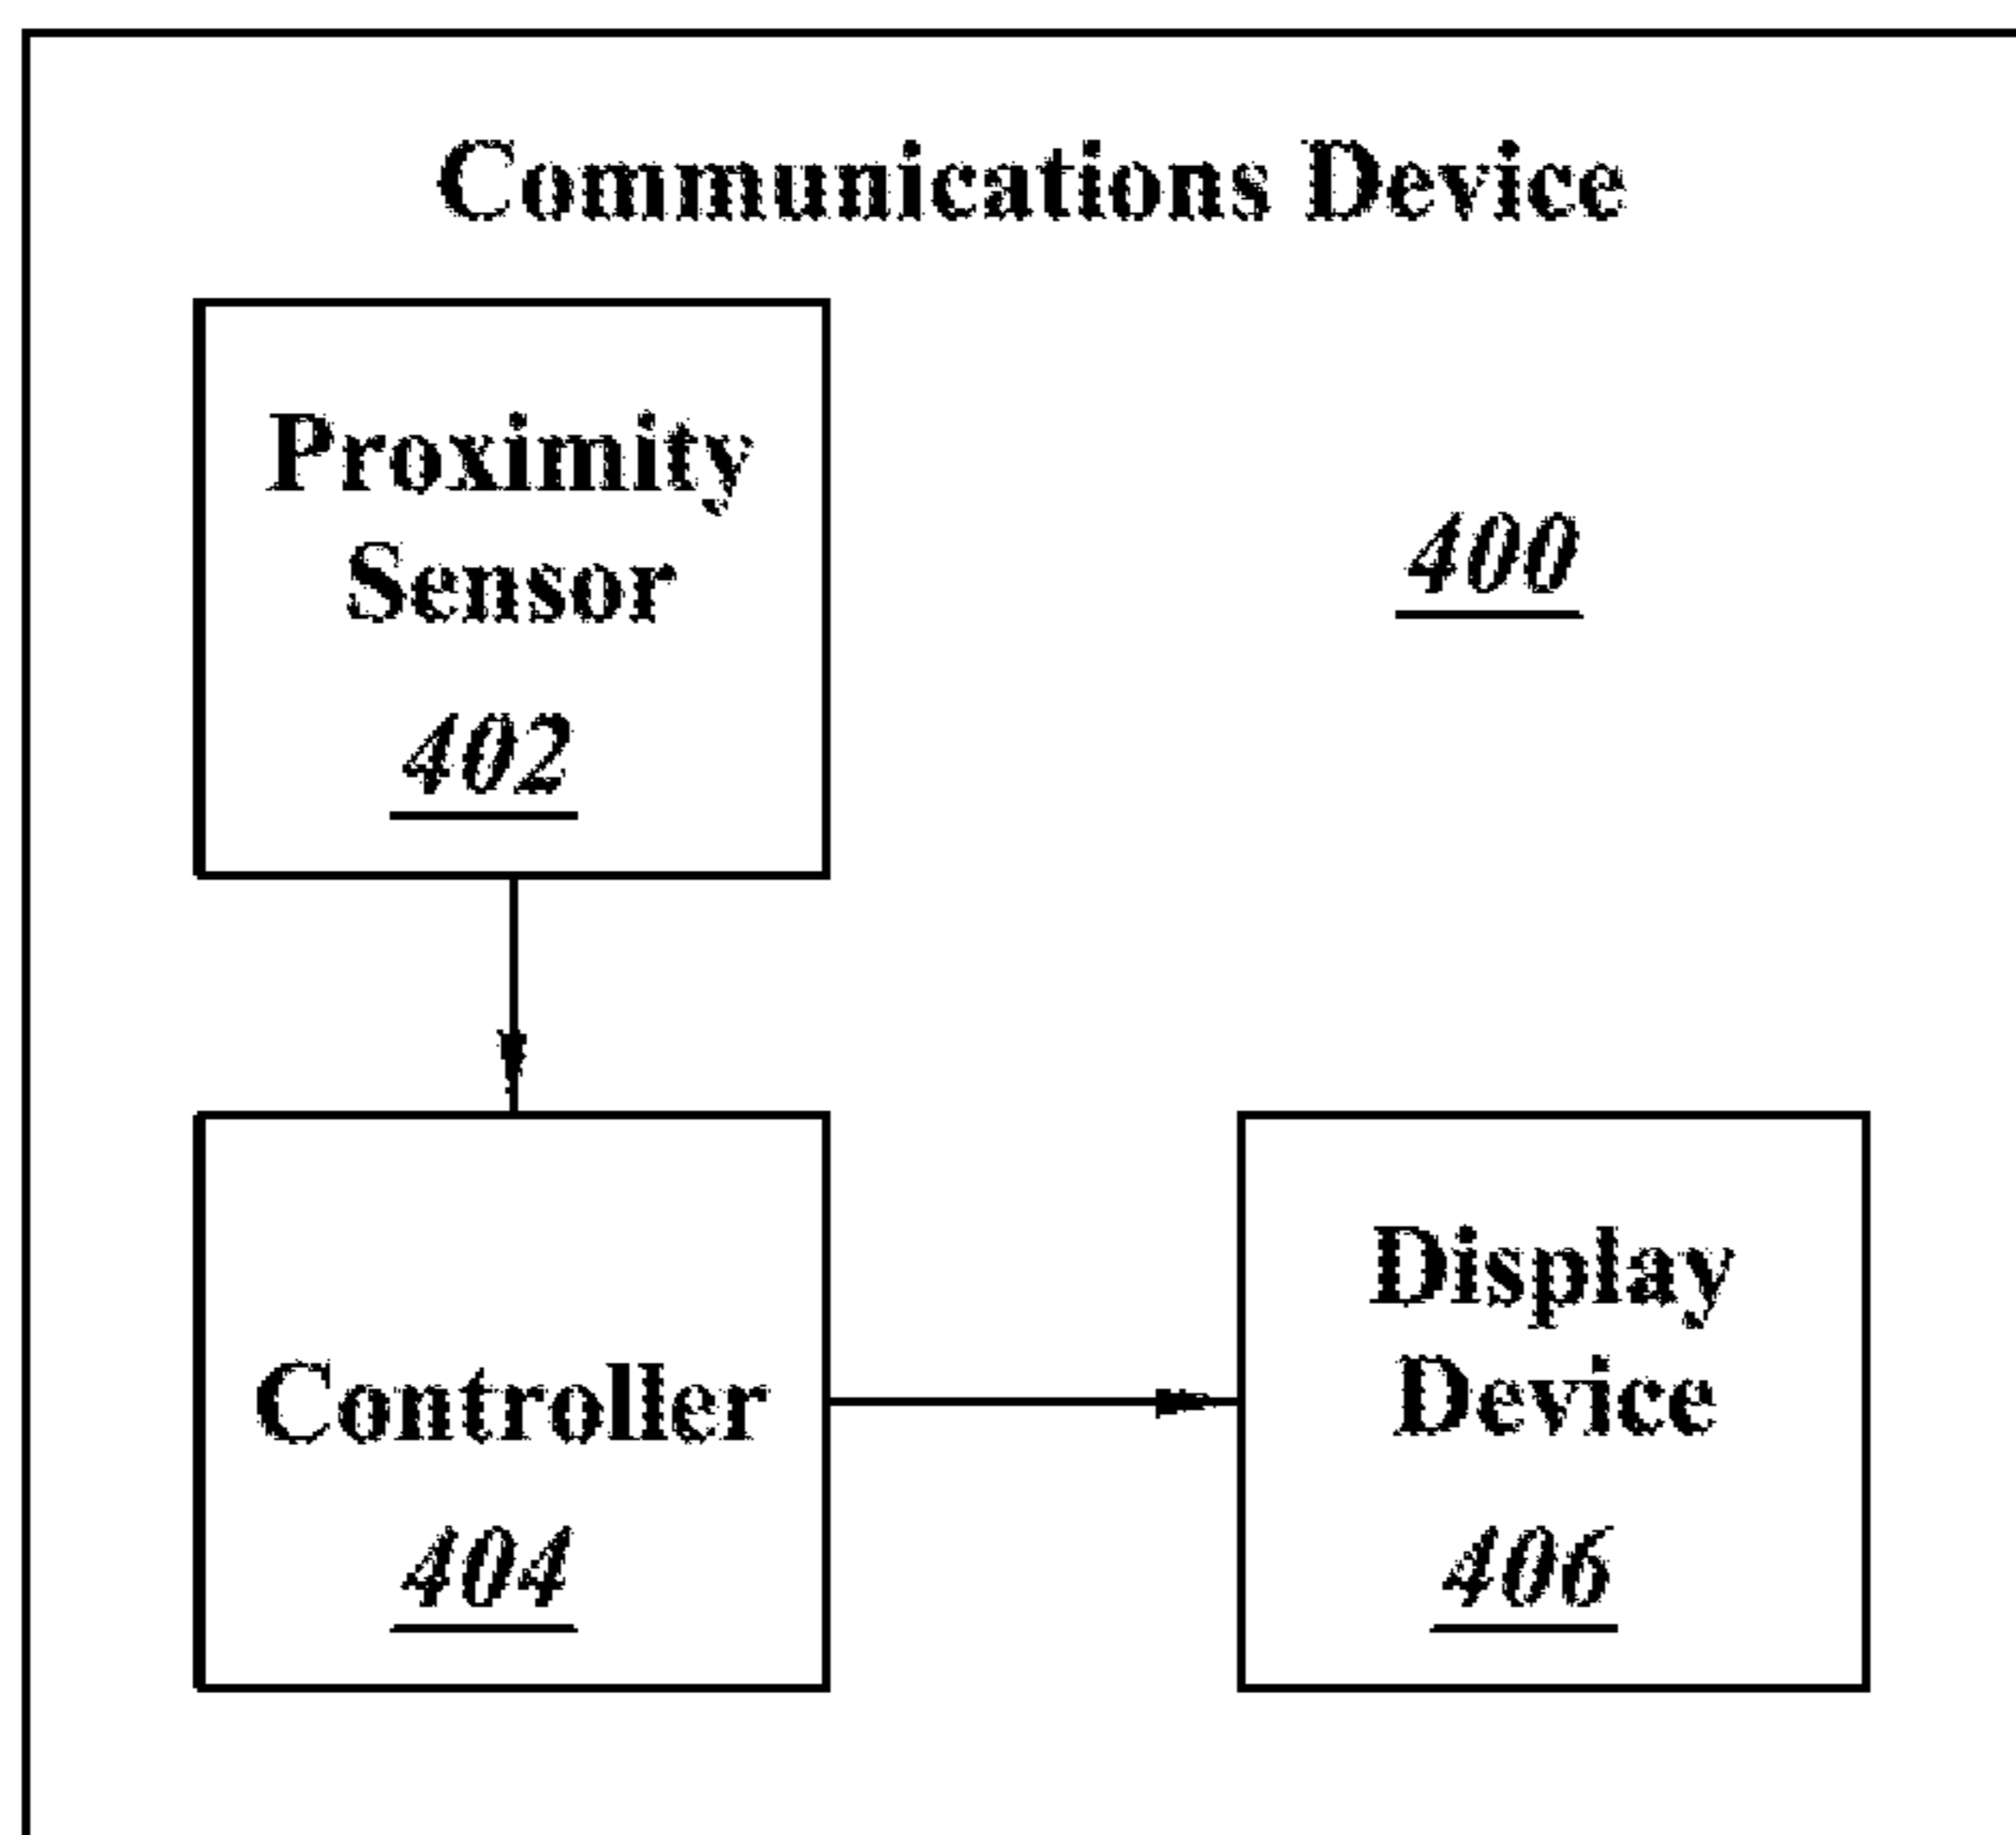 Communications Device
Proximity
Sensor
402
400
Controller
404
Display
Device
406